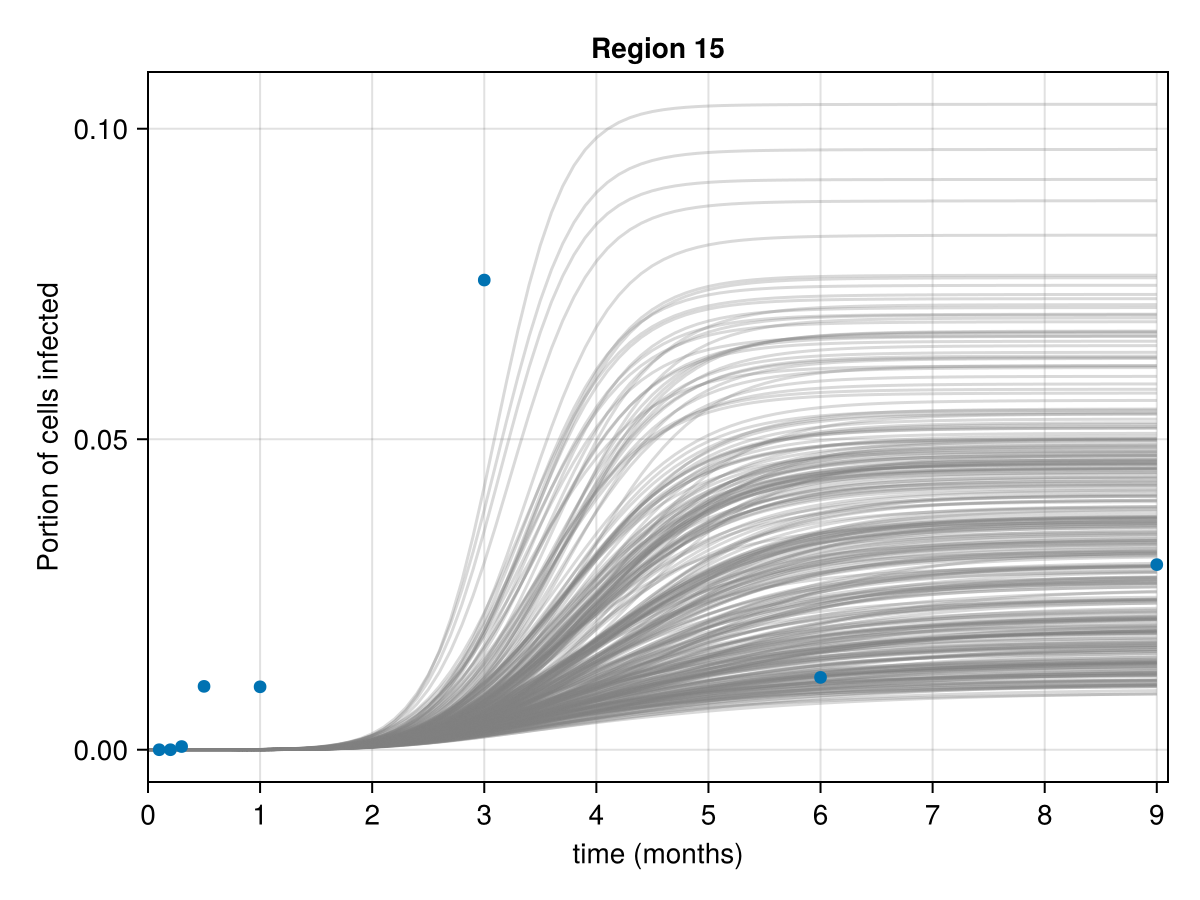 Region 15
0.10
0.05
0.00
Portion of cells infected
0 1 2 3 4 5 6 7 8 9
time (months)